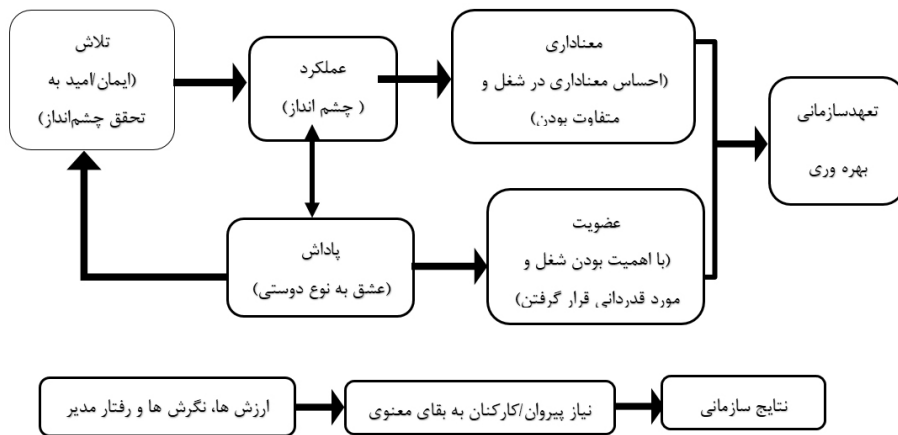 تلاش
(ایمان/امید به
تحقق چشم‌انداز)
عملکرد
( چشم انداز)
معناداری
(احساس معناداری در شغل و
متفاوت بودن)
تعهدسازمانی
بهره وری
پاداش
(عشق به نوع دوستی)
عضویت
(با اهمیت بودن شغل و
مورد قدردانی قرار گرفتن)
ارزش ها، نگرش ها و رفتار مدیر
نیاز پیروان/کارکنان به بقای معنوی
نتایج سازمانی